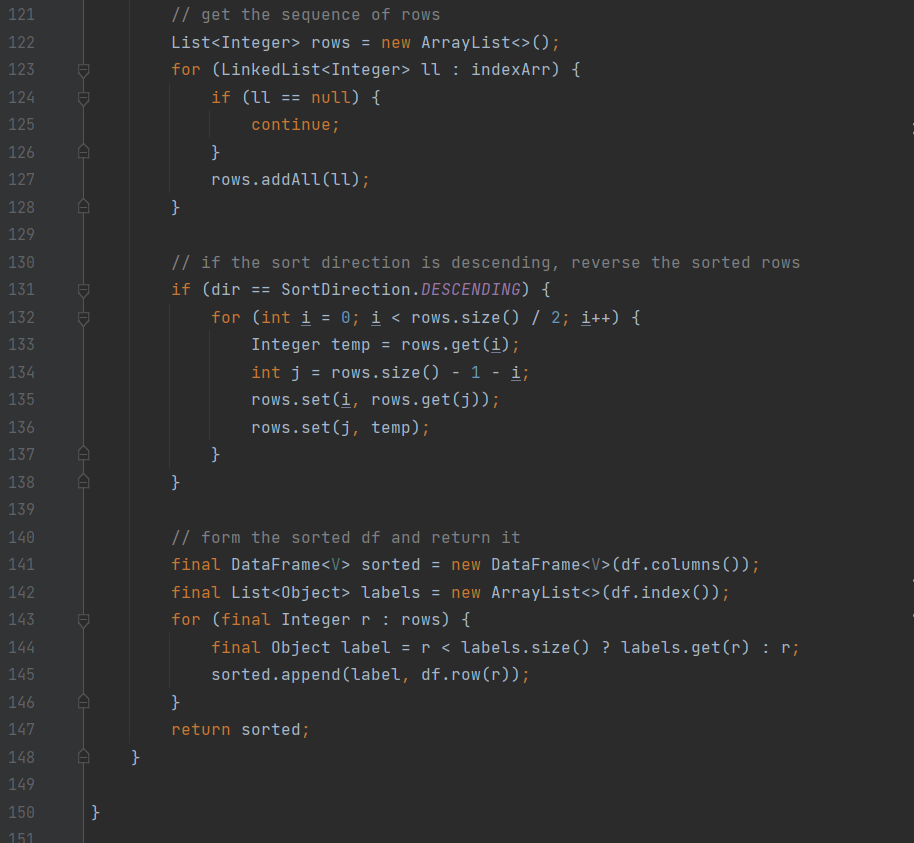 121 // get the sequence of rows
122 List<Integer> rows = new ArrayList<>();
123 for (LinkedList<Integer> ll : indexArr) {
124 if (ll == null) {
125 continue;
126 }
127 rows.addAll(ll);
128 }
129
130 // if the sort direction is descending, reverse the sorted rows
131 if (dir == SortDirection.DESCENDING) {
132 for (int i = 0; i < rows.size() / 2; i++) {
133 Integer temp = rows.get(i);
134 int j = rows.size() - 1 - i;
135 rows.set(i, rows.get(j));
136 rows.set(j, temp);
137 }
138 }
139
140 // form the sorted df and return it
141 final DataFrame<V> sorted = new DataFrame<V>(df.columns());
142 final List<Object> labels = new ArrayList<>(df.index());
143 for (final Integer r : rows) {
144 final Object label = r < labels.size() ? labels.get(r) : r;
145 sorted.append(label, df.row(r));
146 }
147 return sorted;
148 }
149
150 }
151